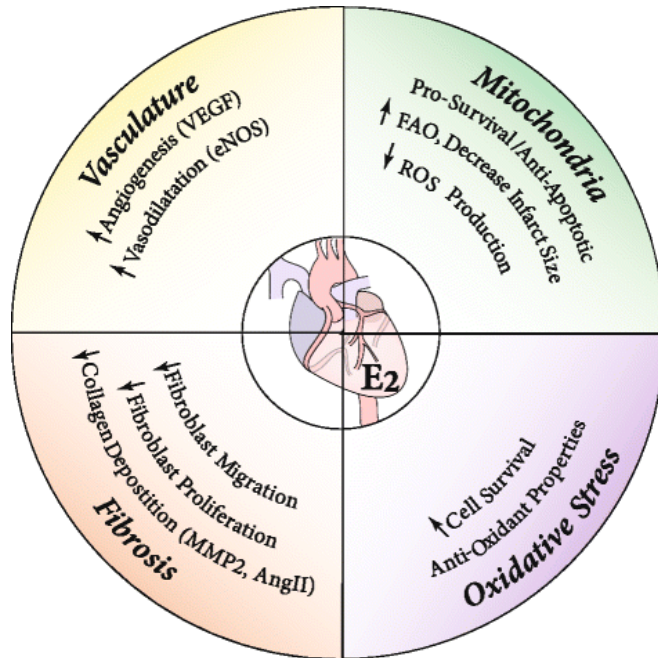 Vasculature
↑Angiogenesis (VEGF)
↑Vasodilatation (eNOS)
Mitochondria
Pro-Survival/Anti-Apoptotic
↑ FAO, Decrease Infarct Size
↓ ROS Production
E2
↓Fibroblast Migration
↓Fibroblast Proliferation
↓Collagen Depostition (MMP2, AngII)
Fibrosis
↑Cell Survival
Anti-Oxidant Properties
Oxidative Stress